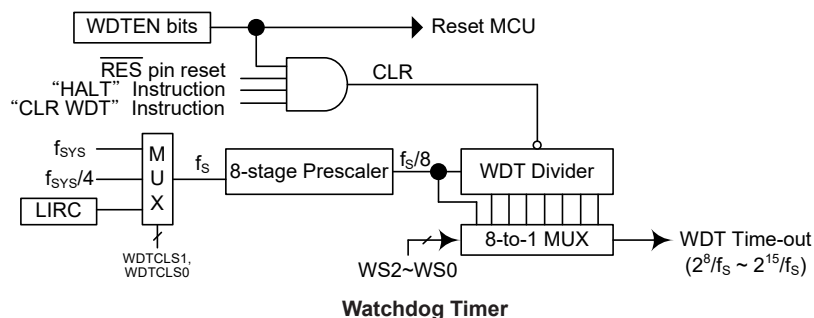 WDTEN bits
Reset MCU
RES pin reset
CLR
“HALT” Instruction
“CLR WDT” Instruction
fSYS
fSYS/4
LIRC
M
U
X
WDTCLS1,
WDTCLS0
fS
8-stage Prescaler
fS/8
WDT Divider
8-to-1 MUX
WS2~WS0
WDT Time-out
(2^8/fS ~ 2^15/fS)
Watchdog Timer